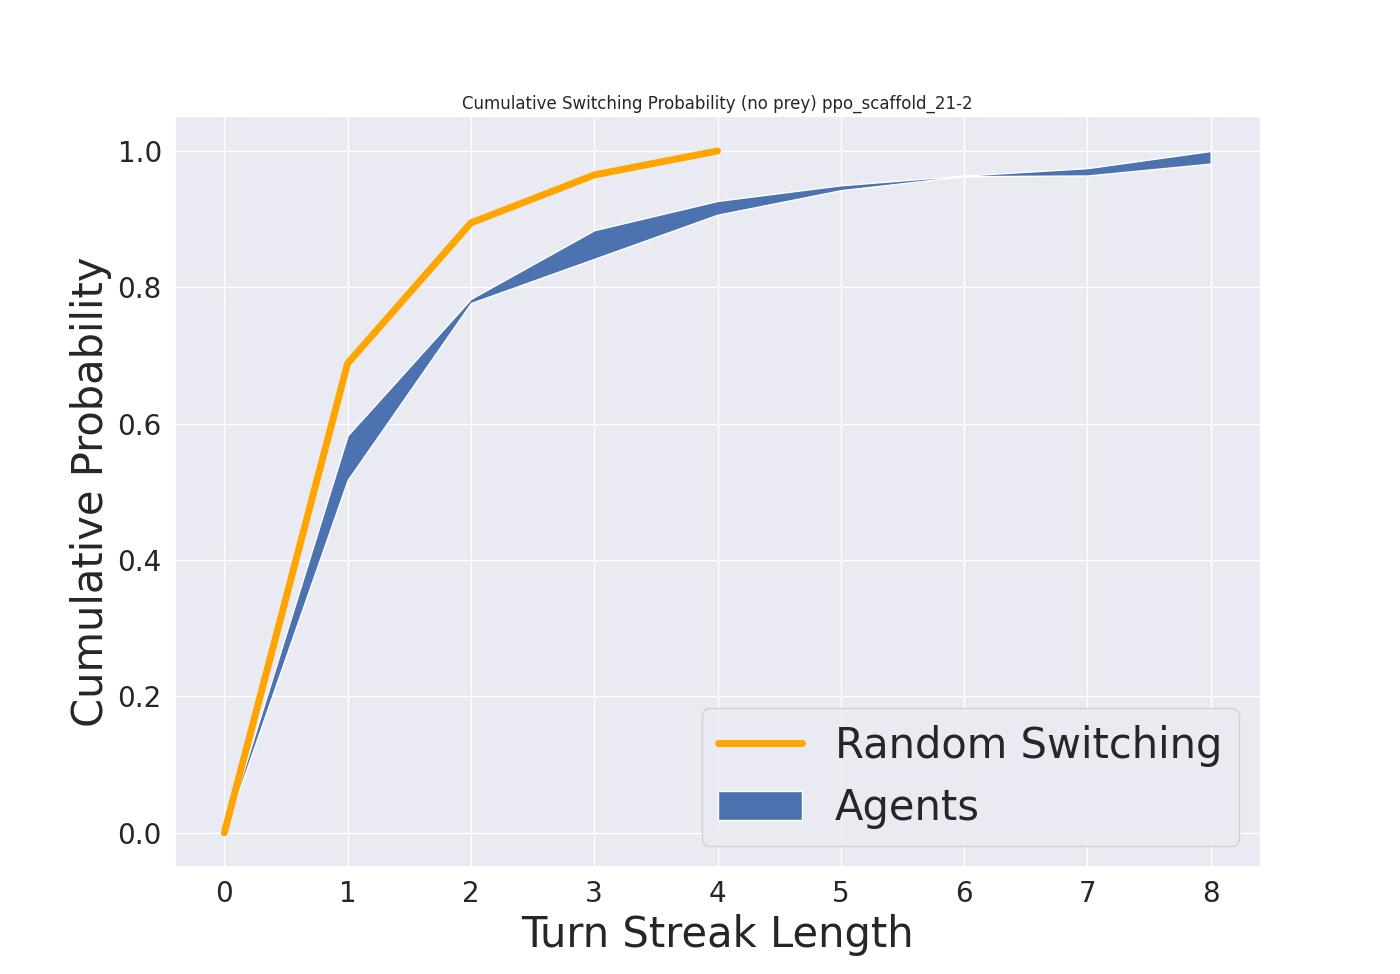 Cumulative Switching Probability (no prey) ppo_scaffold_21-2
Cumulative Probability
1.0
0.8
0.6
0.4
0.2
0.0
Random Switching
Agents
0 1 2 3 4 5 6 7 8
Turn Streak Length